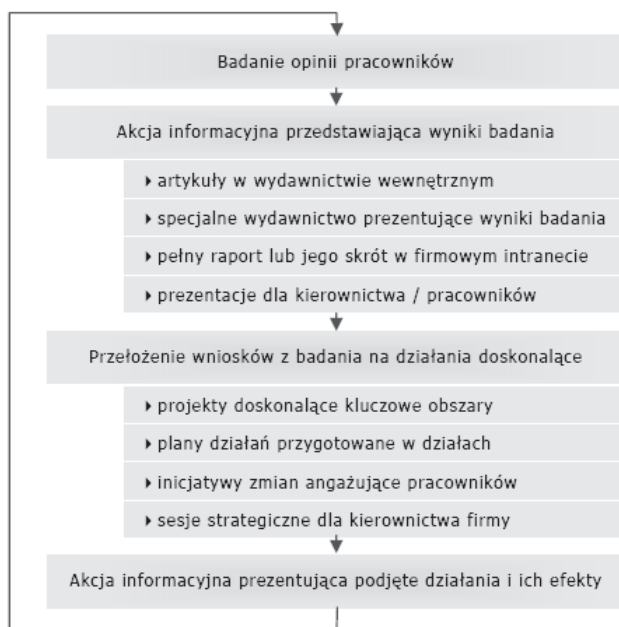 Badanie opinii pracowników
Akcja informacyjna przedstawiająca wyniki badania
artykuły w wydawnictwie wewnętrznym
specjalne wydawnictwo prezentujące wyniki badania
pełny raport lub jego skrót w firmowym intranecie
prezentacje dla kierownictwa / pracowników
Przełożenie wniosków z badania na działania doskonalące
projekty doskonalące kluczowe obszary
plany działań przygotowane w działach
inicjatywy zmian angażujące pracowników
sesje strategiczne dla kierownictwa firmy
Akcja informacyjna prezentująca podjęte działania i ich efekty